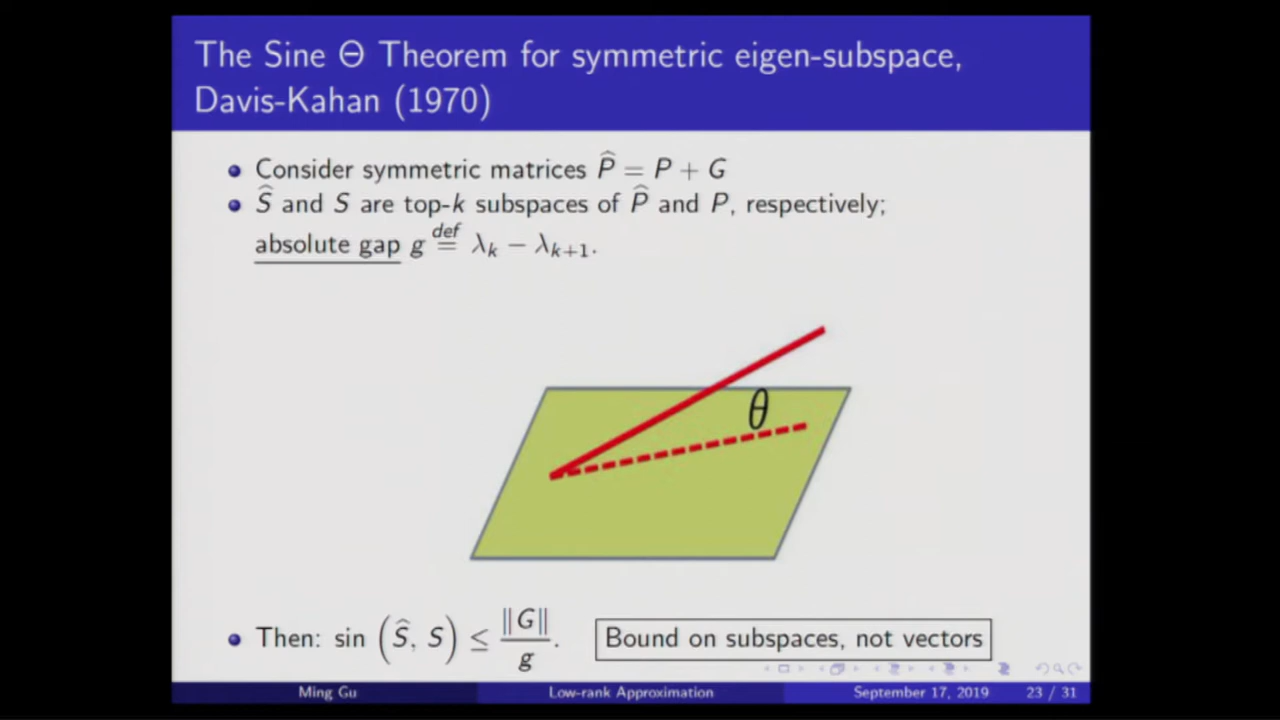 The Sine Θ Theorem for symmetric eigen-subspace,
Davis-Kahan (1970)
Consider symmetric matrices P̂ = P + G
Ŝ and S are top-k subspaces of P̂ and P, respectively;
absolute gap g def= λₖ − λₖ₊₁.
θ
Then: sin (Ŝ, S) ≤ ‖G‖/g. Bound on subspaces, not vectors
Ming Gu Low-rank Approximation September 17, 2019 23 / 31